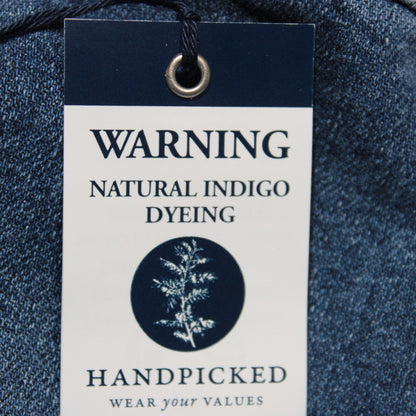 WARNING
NATURAL INDIGO
DYEING
HANDPICKED
WEAR your VALUES